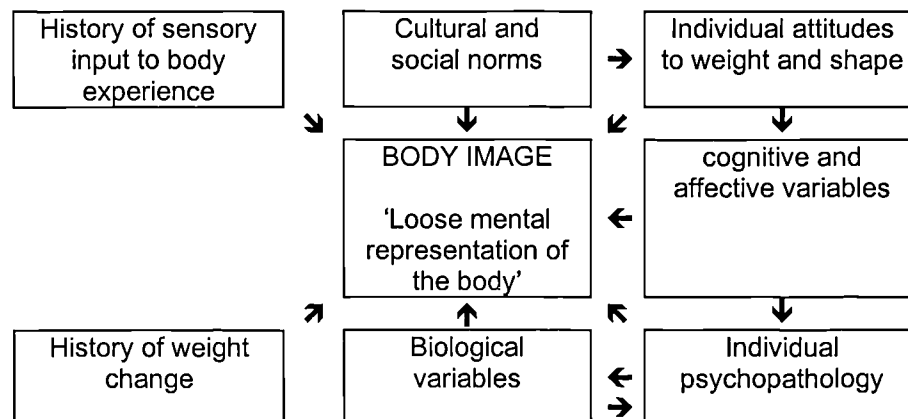 History of sensory
input to body
experience
Cultural and
social norms
Individual attitudes
to weight and shape
BODY IMAGE
'Loose mental
representation of
the body'
cognitive and
affective variables
History of weight
change
Biological
variables
Individual
psychopathology